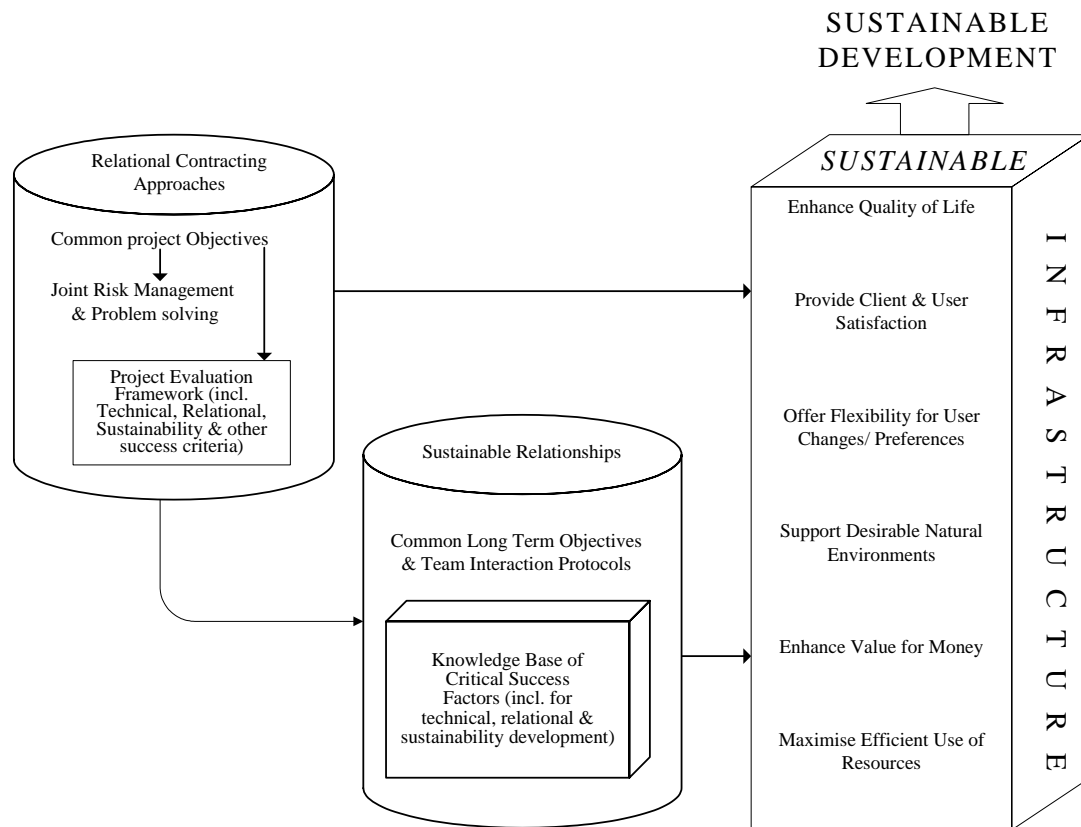 SUSTAINABLE
DEVELOPMENT
Relational Contracting
Approaches
Common project Objectives
Joint Risk Management
& Problem solving
Project Evaluation
Framework (incl.
Technical, Relational,
Sustainability & other
success criteria)
Sustainable Relationships
Common Long Term Objectives
& Team Interaction Protocols
Knowledge Base of
Critical Success
Factors (incl. for
technical, relational &
sustainability development)
SUSTAINABLE
Enhance Quality of Life
Provide Client & User
Satisfaction
Offer Flexibility for User
Changes/ Preferences
Support Desirable Natural
Environments
Enhance Value for Money
Maximise Efficient Use of
Resources
INFRASTRUCTURE